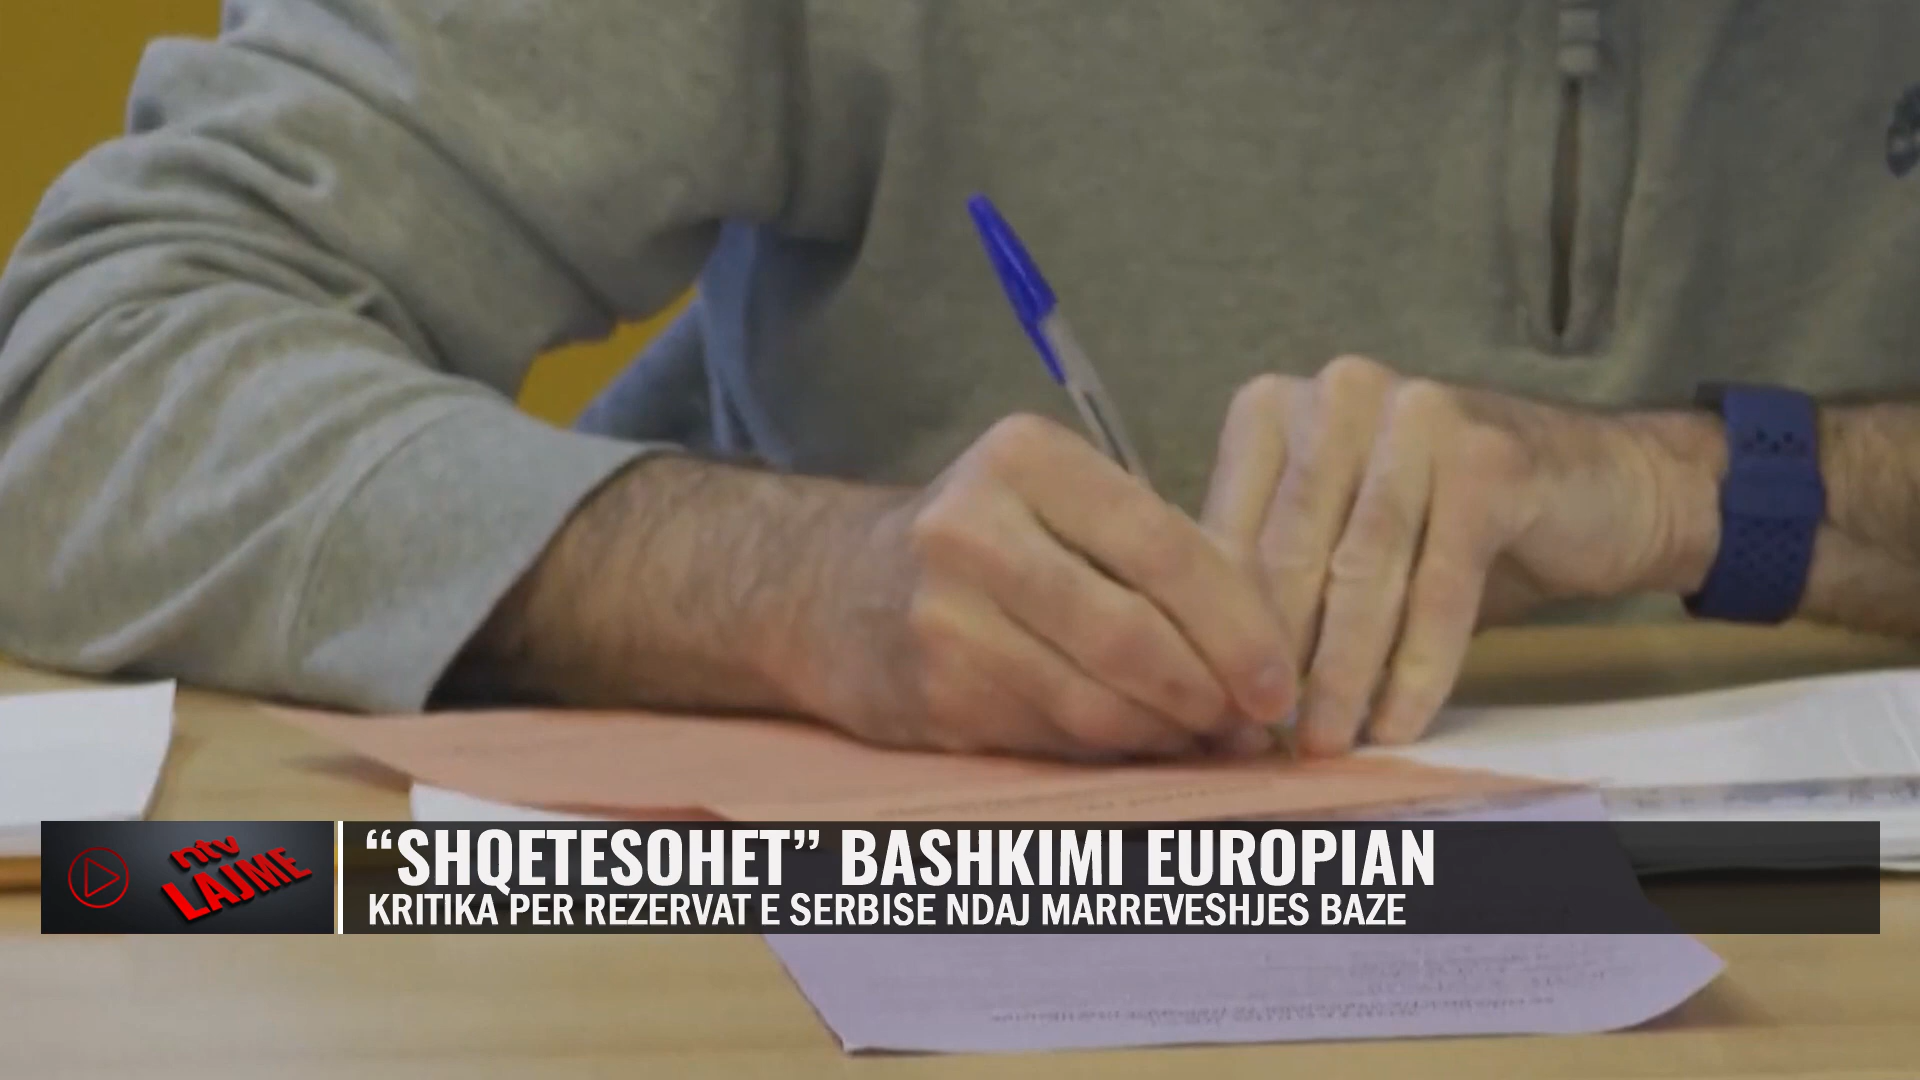 ntv
LAJME
“SHQETESOHET” BASHKIMI EUROPIAN
KRITIKA PER REZERVAT E SERBISE NDAJ MARREVESHJES BAZE